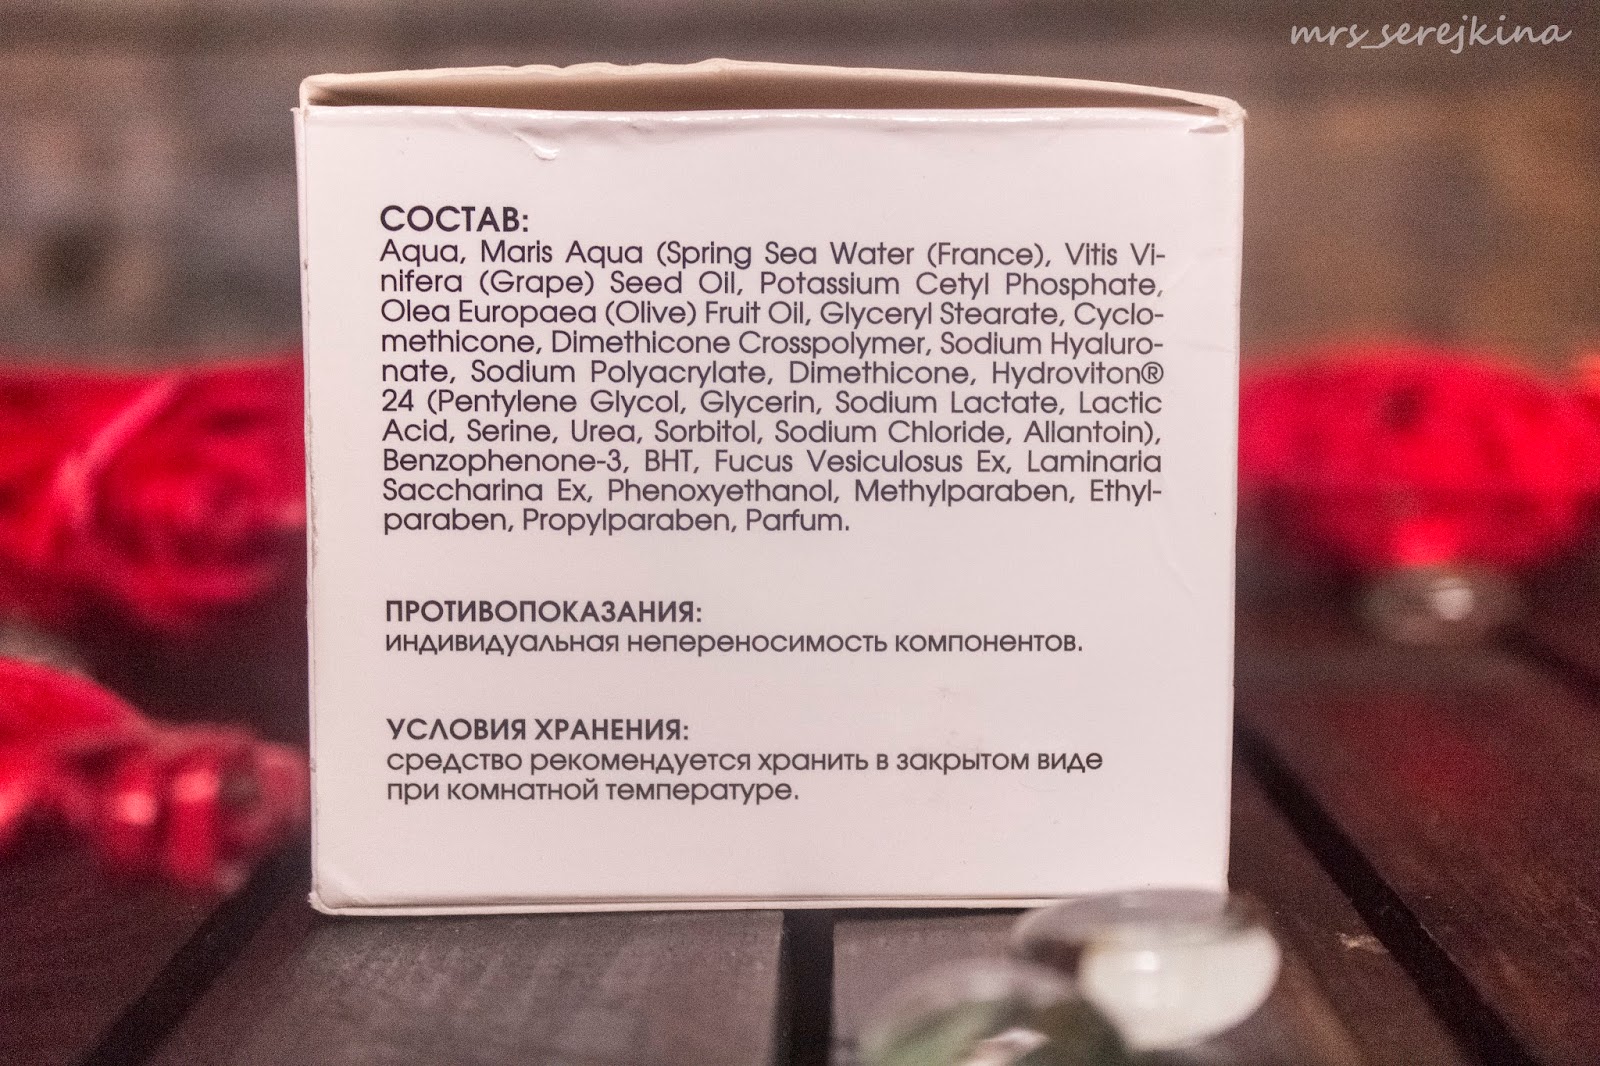 mrs_serejkina
СОСТАВ:
Aqua, Maris Aqua (Spring Sea Water (France), Vitis Vi-
nifera (Grape) Seed Oil, Potassium Cetyl Phosphate,
Olea Europaea (Olive) Fruit Oil, Glyceryl Stearate, Cyclo-
methicone, Dimethicone Crosspolymer, Sodium Hyaluro-
nate, Sodium Polyacrylate, Dimethicone, Hydroviton®
24 (Pentylene Glycol, Glycerin, Sodium Lactate, Lactic
Acid, Serine, Urea, Sorbitol, Sodium Chloride, Allantoin),
Benzophenone-3, BHT, Fucus Vesiculosus Ex, Laminaria
Saccharina Ex, Phenoxyethanol, Methylparaben, Ethyl-
paraben, Propylparaben, Parfum.
ПРОТИВОПОКАЗАНИЯ:
индивидуальная непереносимость компонентов.
УСЛОВИЯ ХРАНЕНИЯ:
средство рекомендуется хранить в закрытом виде
при комнатной температуре.